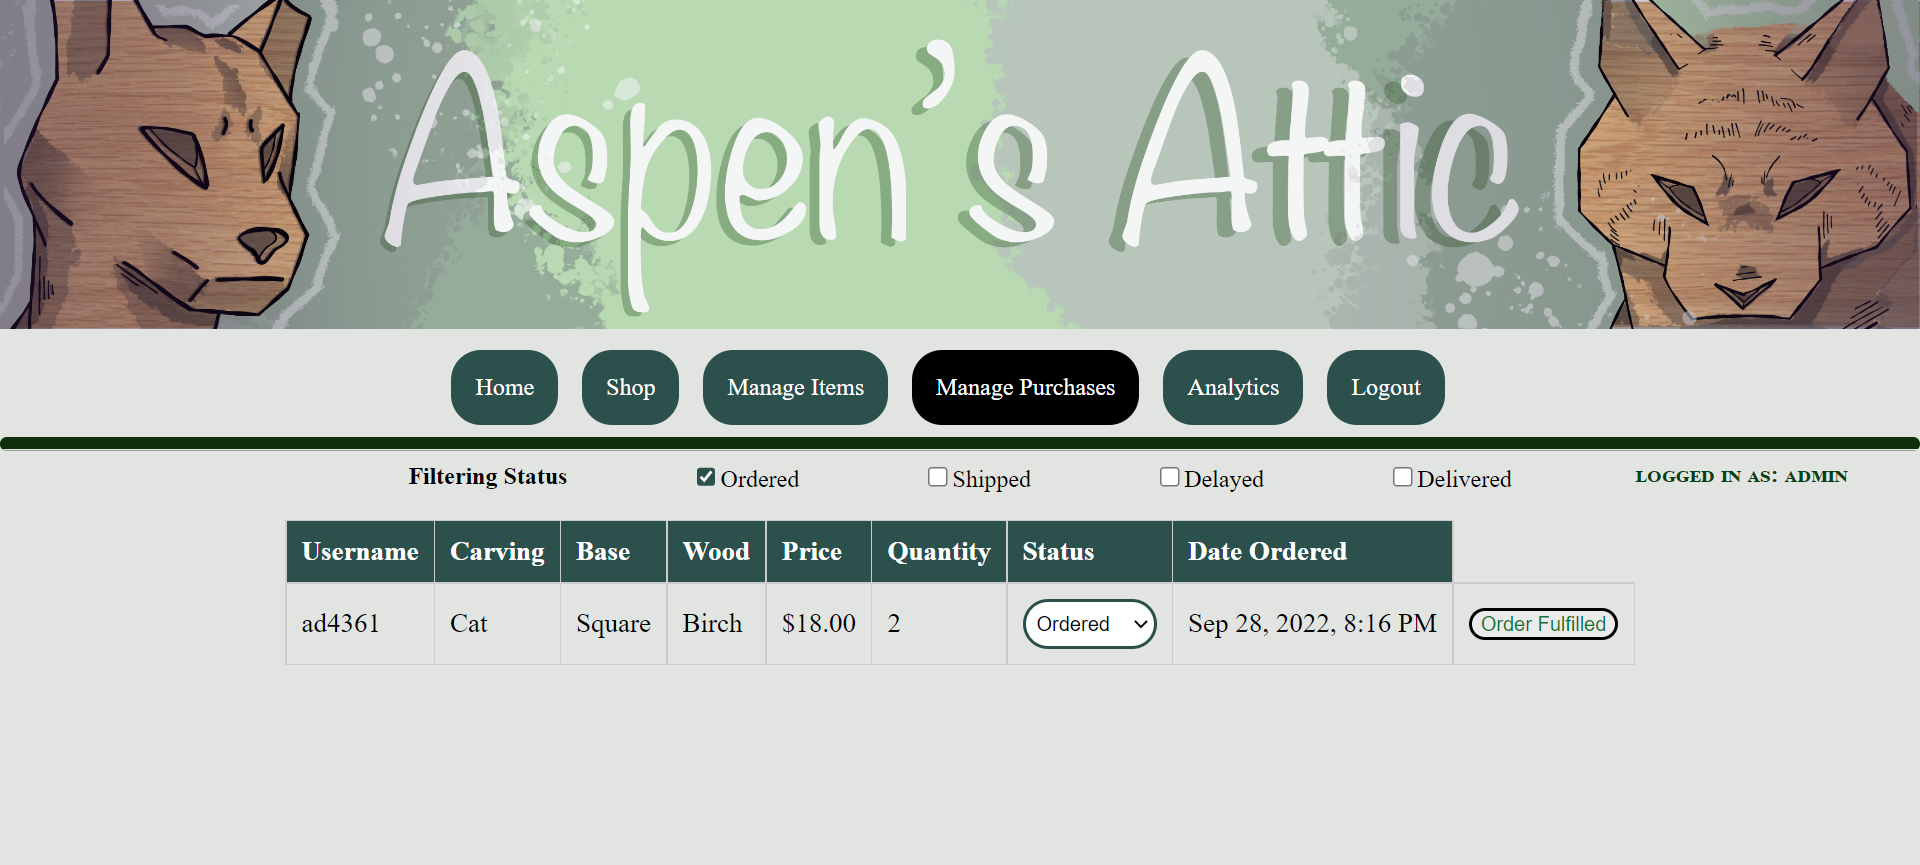 Aspen's Attic
Home Shop Manage Items Manage Purchases Analytics Logout
Filtering Status Ordered Shipped Delayed Delivered LOGGED IN AS: ADMIN
Username Carving Base Wood Price Quantity Status Date Ordered
ad4361 Cat Square Birch $18.00 2 Ordered Sep 28, 2022, 8:16 PM Order Fulfilled